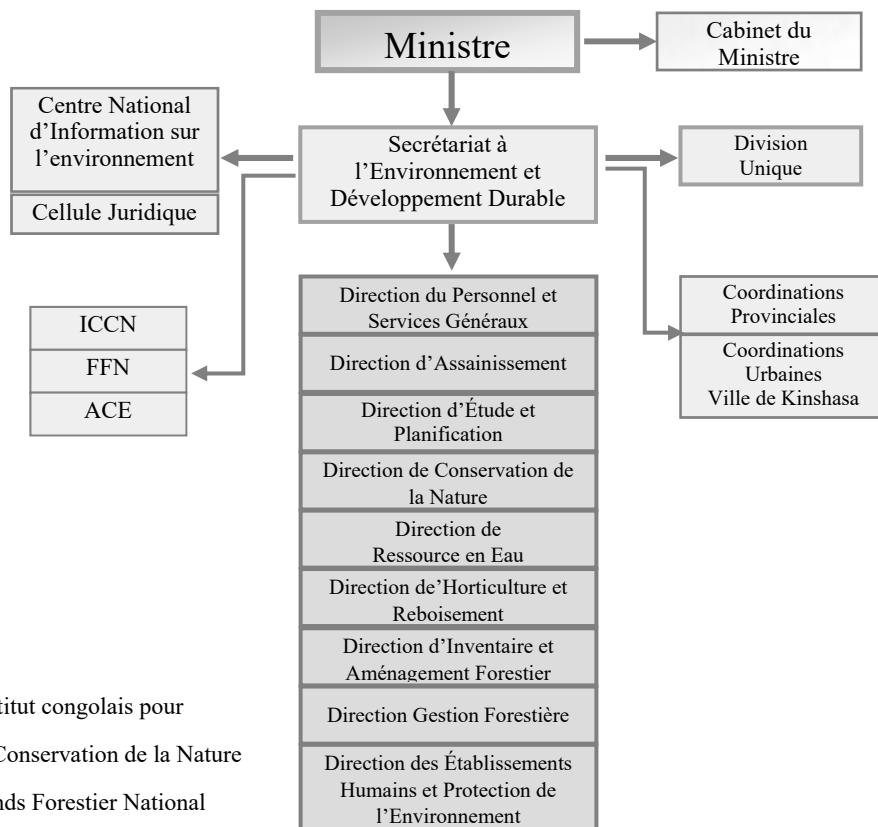 Ministre
Cabinet du
Ministre
Centre National
d’Information sur
l’environnement
Cellule Juridique
Secrétariat à
l’Environnement et
Développement Durable
Division
Unique
ICCN
FFN
ACE
Coordinations
Provinciales
Coordinations
Urbaines
Ville de Kinshasa
Direction du Personnel et
Services Généraux
Direction d’Assainissement
Direction d’Étude et
Planification
Direction de Conservation de
la Nature
Direction de
Ressource en Eau
Direction de’Horticulture et
Reboisement
Direction d’Inventaire et
Aménagement Forestier
Direction Gestion Forestière
Direction des Établissements
Humains et Protection de
l’Environnement
congolais pour
Conservation de la Nature
Forestier National